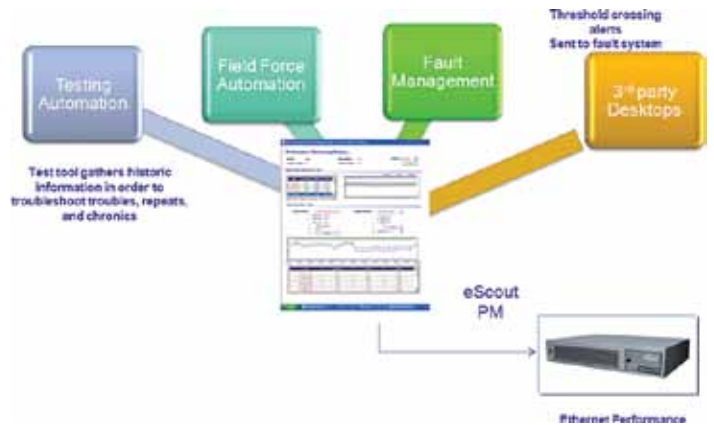 Threshold crossing
alerts
Sent to fault system
Testing
Automation
Field Force
Automation
Fault
Management
3rd party
Desktops
Test tool gathers historic
information in order to
troubleshoot troubles, repeats,
and chronics
eScout
PM
Ethernet Performance